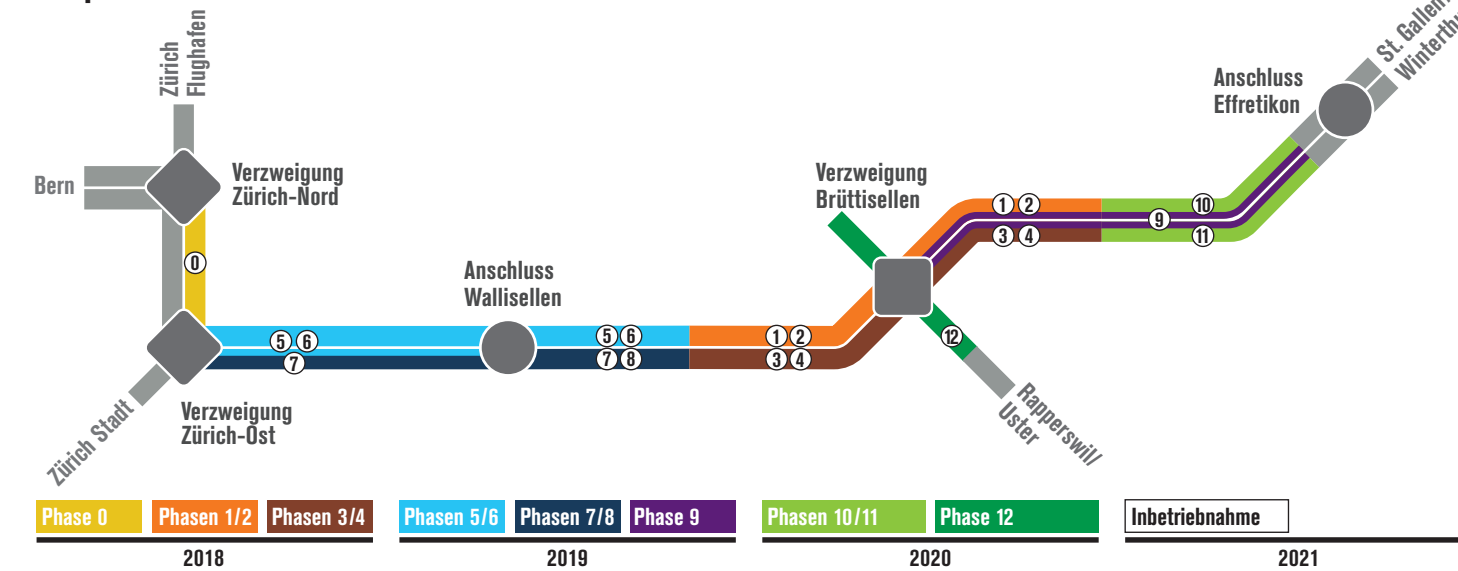 Zürich
Flughafen
St. Gallen/
Bern
Verzweigung
Zürich-Nord
Anschluss
Effretikon
Verzweigung
Brüttisellen
1 2
10
9
3 4
11
0
Anschluss
Wallisellen
5 6
7
5 6
7 8
1 2
3 4
12
Zürich Stadt
Verzweigung
Zürich-Ost
Rapperswil/
Uster
Phase 0
Phasen 1/2
Phasen 3/4
Phasen 5/6
Phasen 7/8
Phase 9
Phasen 10/11
Phase 12
Inbetriebnahme
2018
2019
2020
2021